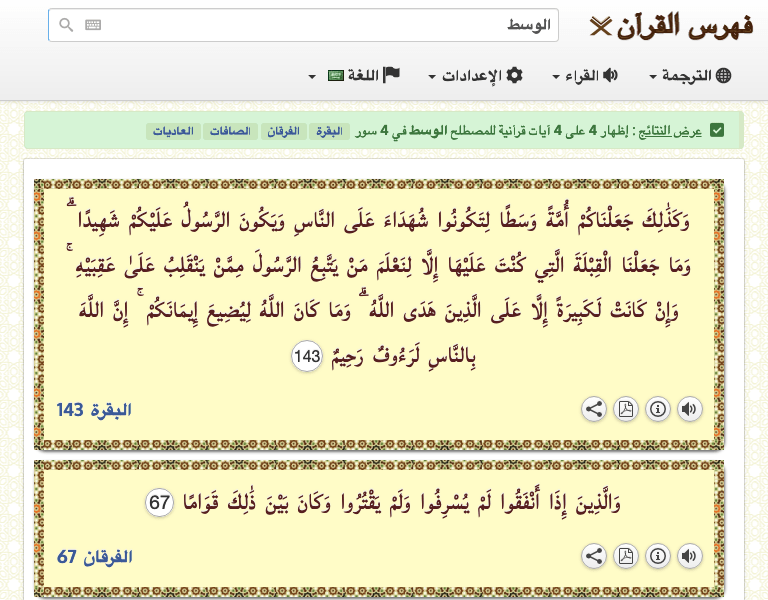 فهرس القرآن
الوسط
الترجمة
القراء
الإعدادات
اللغة
عرض النتائج : إظهار 4 على 4 آيات قرآنية للمصطلح الوسط في 4 سور البقرة الفرقان الصافات العاديات
وَكَذَٰلِكَ جَعَلْنَاكُمْ أُمَّةً وَسَطًا لِتَكُونُوا شُهَدَاءَ عَلَى النَّاسِ وَيَكُونَ الرَّسُولُ عَلَيْكُمْ شَهِيدًا ۗ
وَمَا جَعَلْنَا الْقِبْلَةَ الَّتِي كُنْتَ عَلَيْهَا إِلَّا لِنَعْلَمَ مَنْ يَتَّبِعُ الرَّسُولَ مِمَّنْ يَنْقَلِبُ عَلَىٰ عَقِبَيْهِ ۚ
وَإِنْ كَانَتْ لَكَبِيرَةً إِلَّا عَلَى الَّذِينَ هَدَى اللَّهُ ۗ وَمَا كَانَ اللَّهُ لِيُضِيعَ إِيمَانَكُمْ ۚ إِنَّ اللَّهَ
بِالنَّاسِ لَرَءُوفٌ رَحِيمٌ 143
البقرة 143
وَالَّذِينَ إِذَا أَنْفَقُوا لَمْ يُسْرِفُوا وَلَمْ يَقْتُرُوا وَكَانَ بَيْنَ ذَٰلِكَ قَوَامًا 67
الفرقان 67